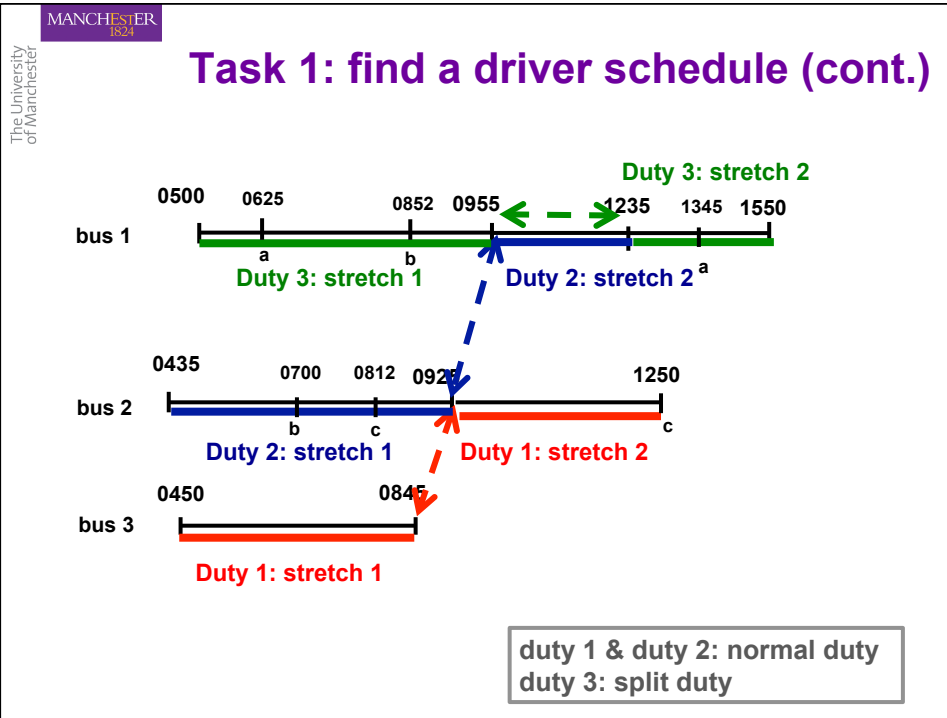 MANCHESTER
1824
The University
of Manchester
Task 1: find a driver schedule (cont.)
Duty 3: stretch 2
0500 0625 0852 0955 1235 1345 1550
bus 1
a b a
Duty 3: stretch 1 Duty 2: stretch 2
0435 0700 0812 0925 1250
bus 2
b c c
Duty 2: stretch 1 Duty 1: stretch 2
0450 0845
bus 3
Duty 1: stretch 1
duty 1 & duty 2: normal duty
duty 3: split duty